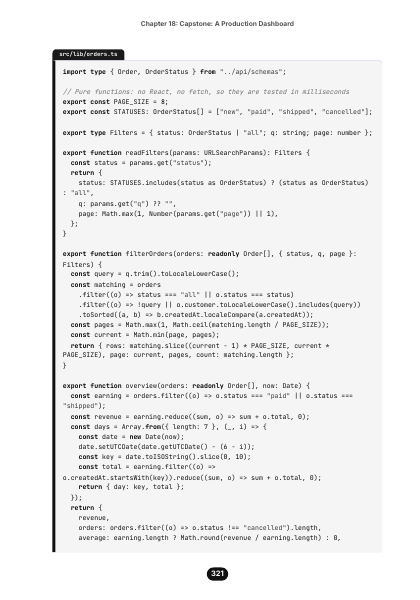 Chapter 18: Capstone: A Production Dashboard
src/lib/orders.ts
import type { Order, OrderStatus } from "../api/schemas";
// Pure functions: no React, no fetch, so they are tested in milliseconds
export const PAGE_SIZE = 8;
export const STATUSES: OrderStatus[] = ["new", "paid", "shipped", "cancelled"];
export type Filters = { status: OrderStatus | "all"; q: string; page: number };
export function readFilters(params: URLSearchParams): Filters {
  const status = params.get("status");
  return {
    status: STATUSES.includes(status as OrderStatus) ? (status as OrderStatus)
: "all",
    q: params.get("q") ?? "",
    page: Math.max(1, Number(params.get("page")) || 1),
  };
}
export function filterOrders(orders: readonly Order[], { status, q, page }:
Filters) {
  const query = q.trim().toLocaleLowerCase();
  const matching = orders
    .filter((o) => status === "all" || o.status === status)
    .filter((o) => !query || o.customer.toLocaleLowerCase().includes(query))
    .toSorted((a, b) => b.createdAt.localeCompare(a.createdAt));
  const pages = Math.max(1, Math.ceil(matching.length / PAGE_SIZE));
  const current = Math.min(page, pages);
  return { rows: matching.slice((current - 1) * PAGE_SIZE, current *
PAGE_SIZE), page: current, pages, count: matching.length };
}
export function overview(orders: readonly Order[], now: Date) {
  const earning = orders.filter((o) => o.status === "paid" || o.status ===
"shipped");
  const revenue = earning.reduce((sum, o) => sum + o.total, 0);
  const days = Array.from({ length: 7 }, (_, i) => {
    const date = new Date(now);
    date.setUTCDate(date.getUTCDate() - (6 - i));
    const key = date.toISOString().slice(0, 10);
    const total = earning.filter((o) =>
o.createdAt.startsWith(key)).reduce((sum, o) => sum + o.total, 0);
    return { day: key, total };
  });
  return {
    revenue,
    orders: orders.filter((o) => o.status !== "cancelled").length,
    average: earning.length ? Math.round(revenue / earning.length) : 0,
321